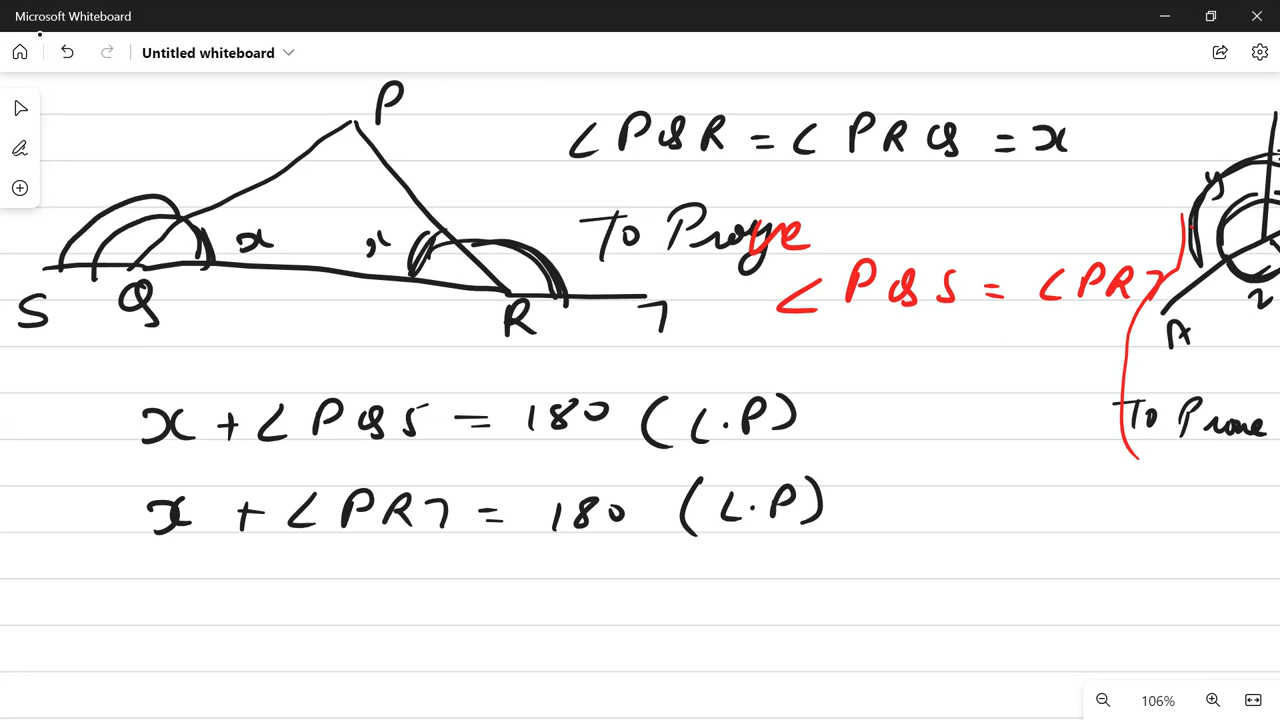 Microsoft Whiteboard
Untitled whiteboard
P
∠PQR = ∠PRQ = x
To Prove
∠PQS = ∠PRT
x
x
S
Q
R
T
y
z
A
To Prove
x + ∠PQS = 180 (L.P)
x + ∠PRT = 180 (L.P)
106%